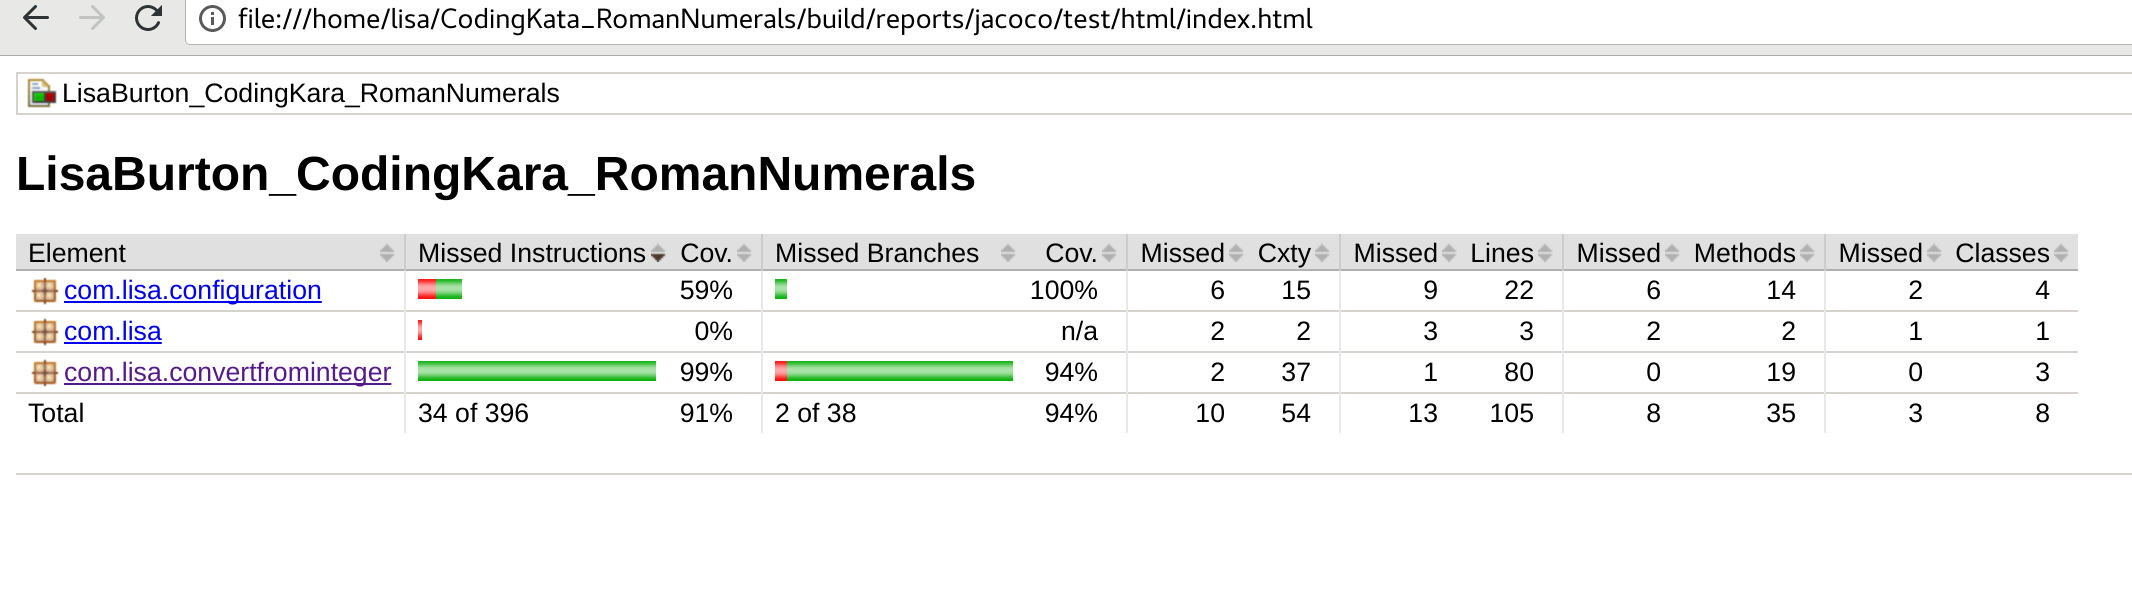 file:///home/lisa/CodingKata_RomanNumerals/build/reports/jacoco/test/html/index.html
LisaBurton_CodingKara_RomanNumerals
LisaBurton_CodingKara_RomanNumerals
Element Missed Instructions Cov. Missed Branches Cov. Missed Cxty Missed Lines Missed Methods Missed Classes
com.lisa.configuration 59% 100% 6 15 9 22 6 14 2 4
com.lisa 0% n/a 2 2 3 3 2 2 1 1
com.lisa.convertfrominteger 99% 94% 2 37 1 80 0 19 0 3
Total 34 of 396 91% 2 of 38 94% 10 54 13 105 8 35 3 8